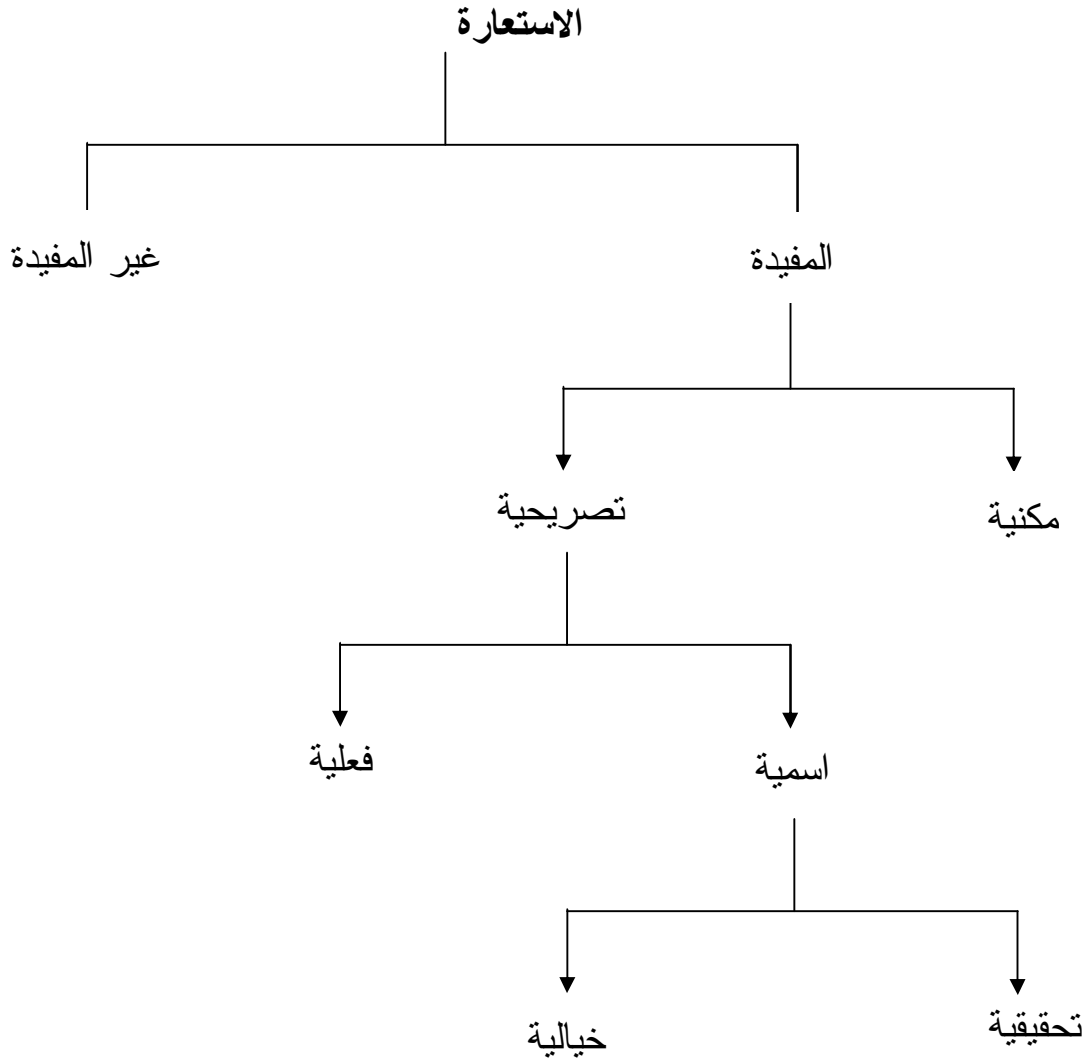 الاستعارة
المفيدة
غير المفيدة
مكنية
تصريحية
اسمية
فعلية
تحقيقية
خيالية